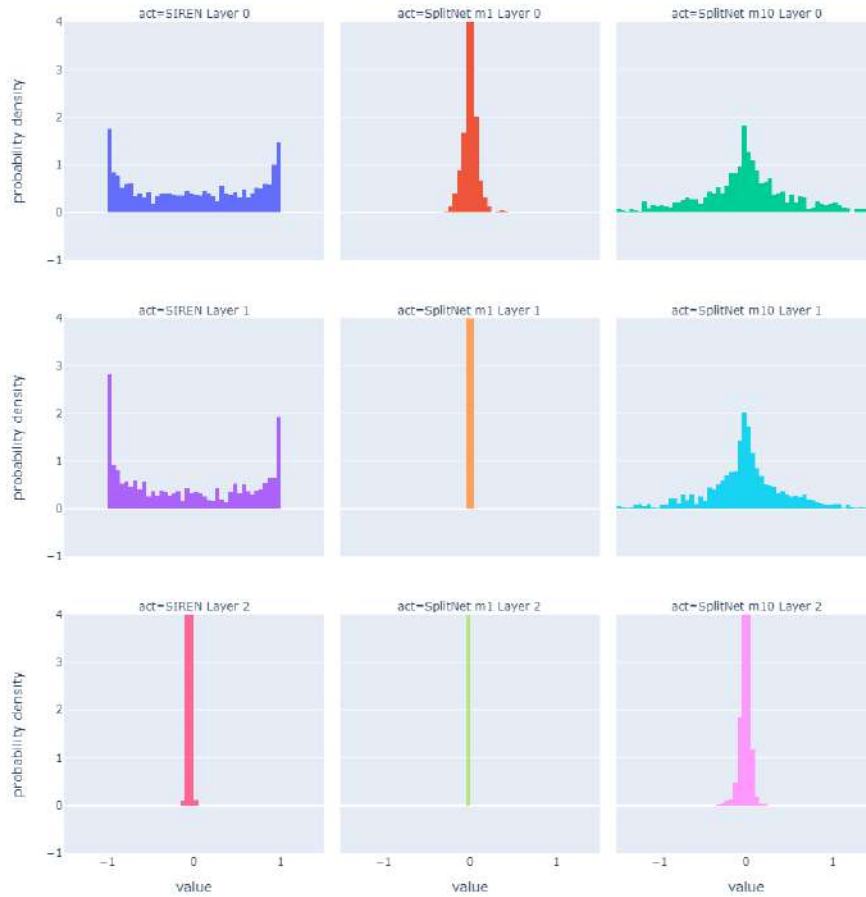 act=SIREN Layer 0
act=SplitNet m1 Layer 0
act=SplitNet m10 Layer 0
probability density
4
3
2
1
0
−1
act=SIREN Layer 1
act=SplitNet m1 Layer 1
act=SplitNet m10 Layer 1
probability density
4
3
2
1
0
−1
act=SIREN Layer 2
act=SplitNet m1 Layer 2
act=SplitNet m10 Layer 2
probability density
4
3
2
1
0
−1
−1 0 1
−1 0 1
−1 0 1
value
value
value